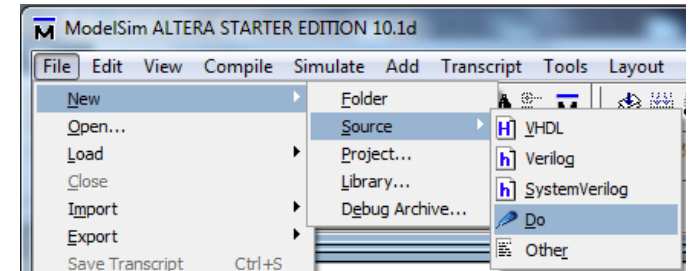 ModelSim ALTERA STARTER EDITION 10.1d
File Edit View Compile Simulate Add Transcript Tools Layout
New
Open...
Load
Close
Import
Export
Save Transcript Ctrl+S
Folder
Source
Project...
Library...
Debug Archive...
VHDL
Verilog
SystemVerilog
Do
Other